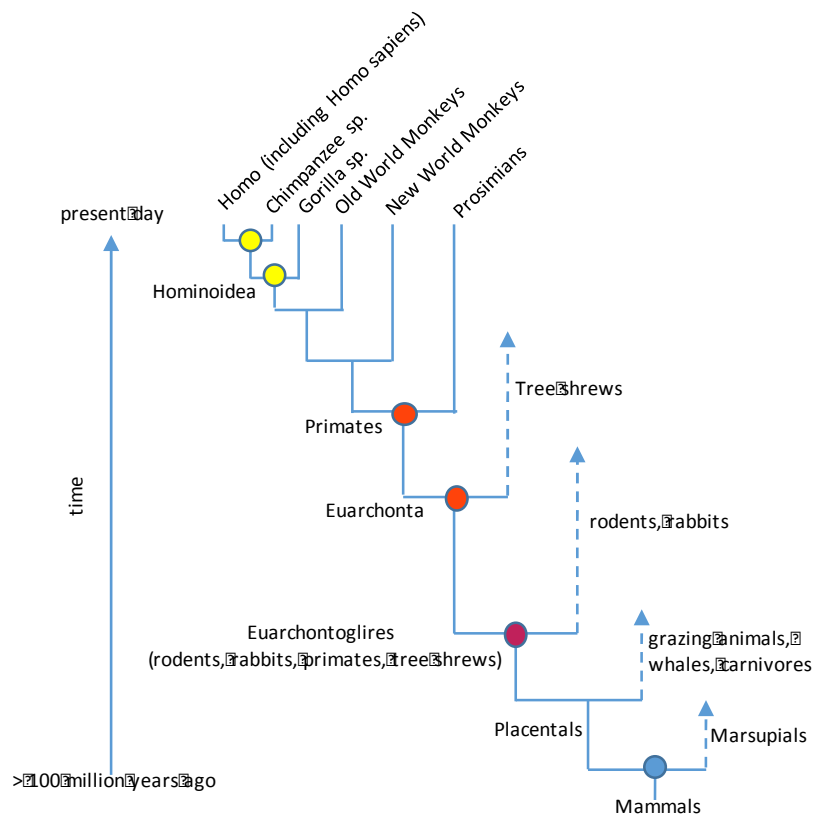 Homo (including Homo sapiens)
Chimpanzee sp.
Gorilla sp.
Old World Monkeys
New World Monkeys
Prosimians
present day
Hominoidea
Tree shrews
Primates
time
Euarchonta
rodents, rabbits
Euarchontoglires
(rodents, rabbits, primates, tree shrews)
grazing animals,
whales, carnivores
Placentals
Marsupials
> 100 million years ago
Mammals